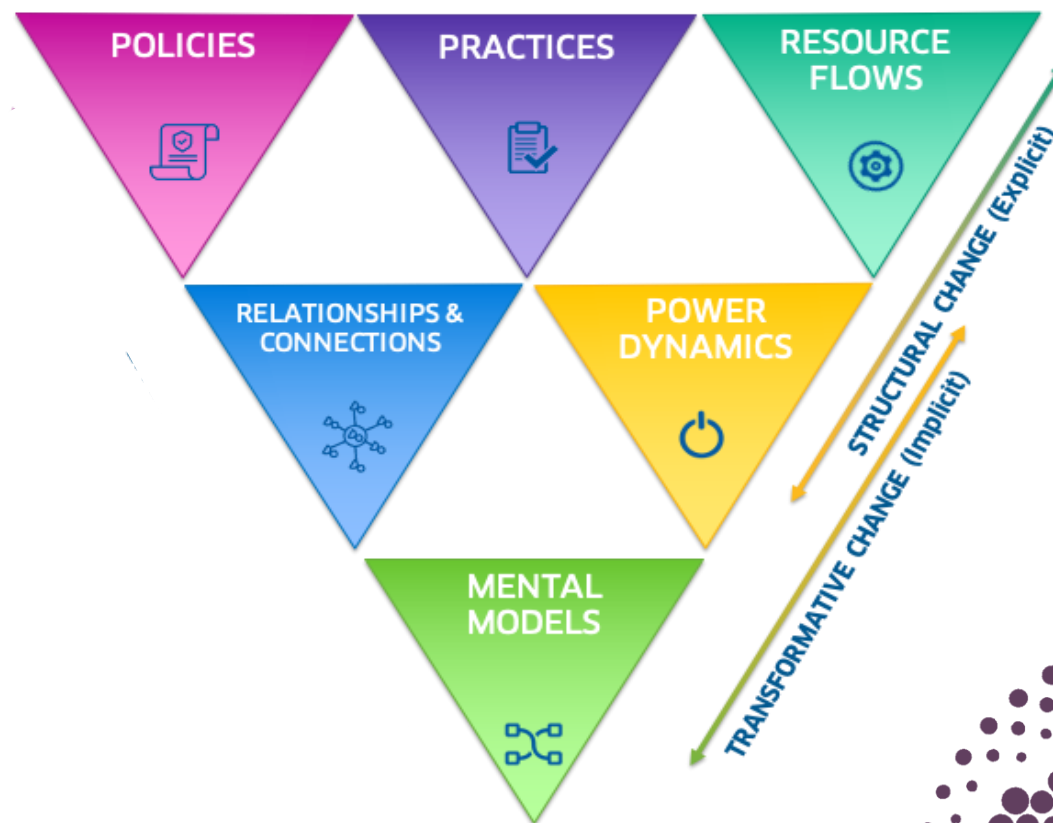 POLICIES
PRACTICES
RESOURCE
FLOWS
RELATIONSHIPS &
CONNECTIONS
POWER
DYNAMICS
MENTAL
MODELS
STRUCTURAL CHANGE (Explicit)
TRANSFORMATIVE CHANGE (Implicit)